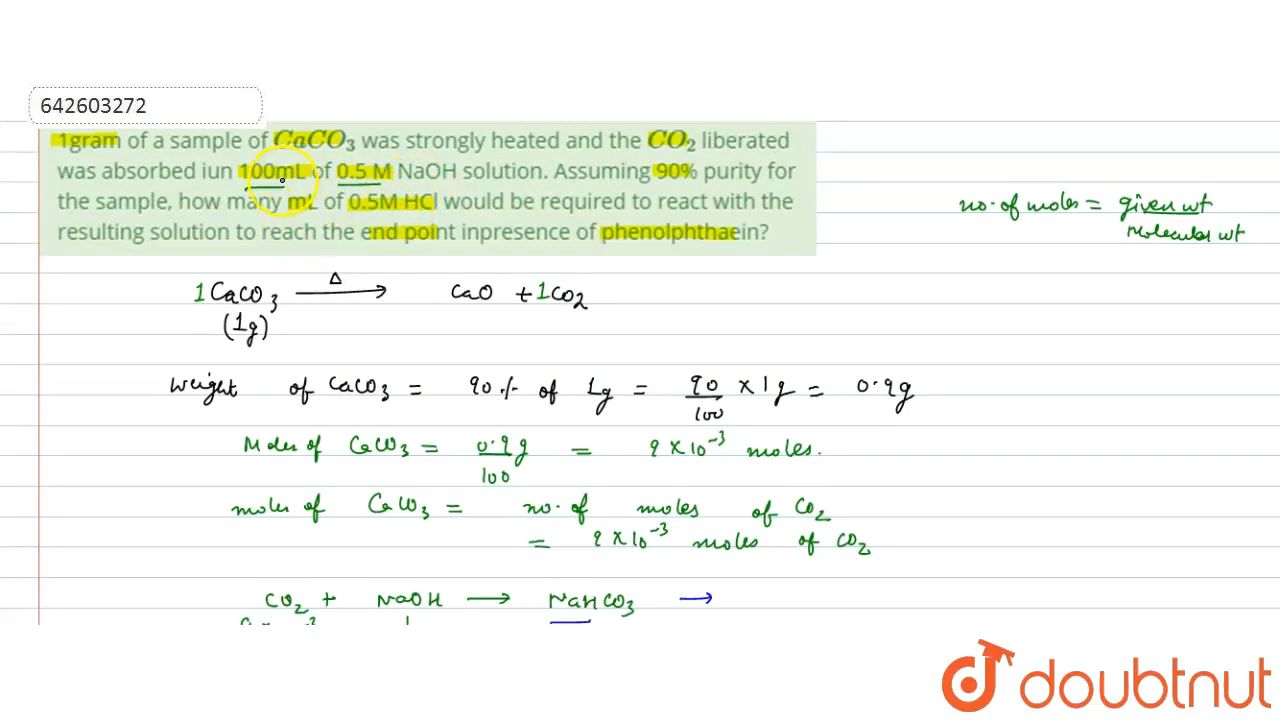 642603272
1gram of a sample of CaCO₃ was strongly heated and the CO₂ liberated
was absorbed iun 100mL of 0.5 M NaOH solution. Assuming 90% purity for
the sample, how many mL of 0.5M HCl would be required to react with the
resulting solution to reach the end point inpresence of phenolphthaein?
no. of moles = given wt
molecular wt
1CaCO₃ —Δ→ CaO + 1CO₂
(1g)
Weight of CaCO₃ = 90 % of 1g = 90/100 × 1g = 0.9g
Moles of CaCO₃ = 0.9g/100 = 9 × 10⁻³ moles.
moles of CaCO₃ = no. of moles of CO₂
= 9 × 10⁻³ moles of CO₂
CO₂ + NaOH → NaHCO₃ →
doubtnut